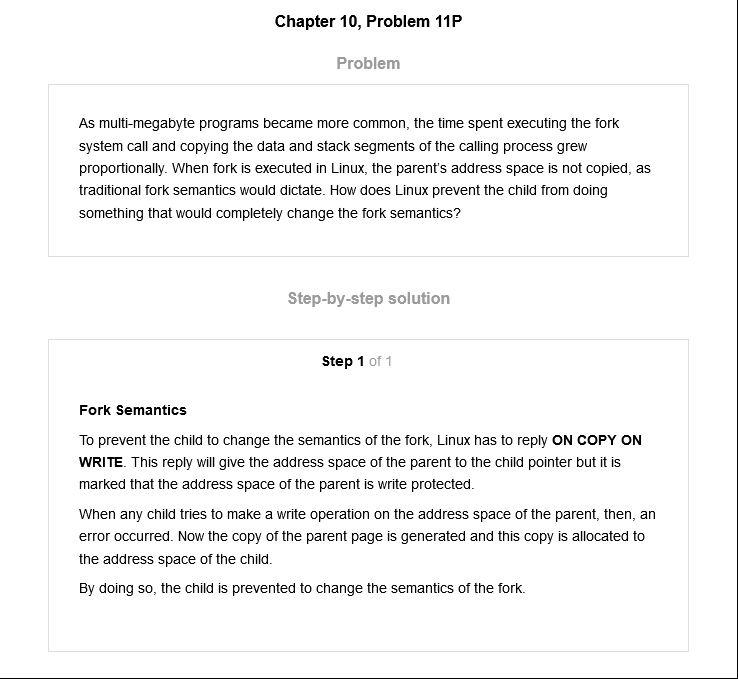 Chapter 10, Problem 11P
Problem
As multi-megabyte programs became more common, the time spent executing the fork
system call and copying the data and stack segments of the calling process grew
proportionally. When fork is executed in Linux, the parent's address space is not copied, as
traditional fork semantics would dictate. How does Linux prevent the child from doing
something that would completely change the fork semantics?
Step-by-step solution
Step 1 of 1
Fork Semantics
To prevent the child to change the semantics of the fork, Linux has to reply ON COPY ON
WRITE. This reply will give the address space of the parent to the child pointer but it is
marked that the address space of the parent is write protected.
When any child tries to make a write operation on the address space of the parent, then, an
error occurred. Now the copy of the parent page is generated and this copy is allocated to
the address space of the child.
By doing so, the child is prevented to change the semantics of the fork.